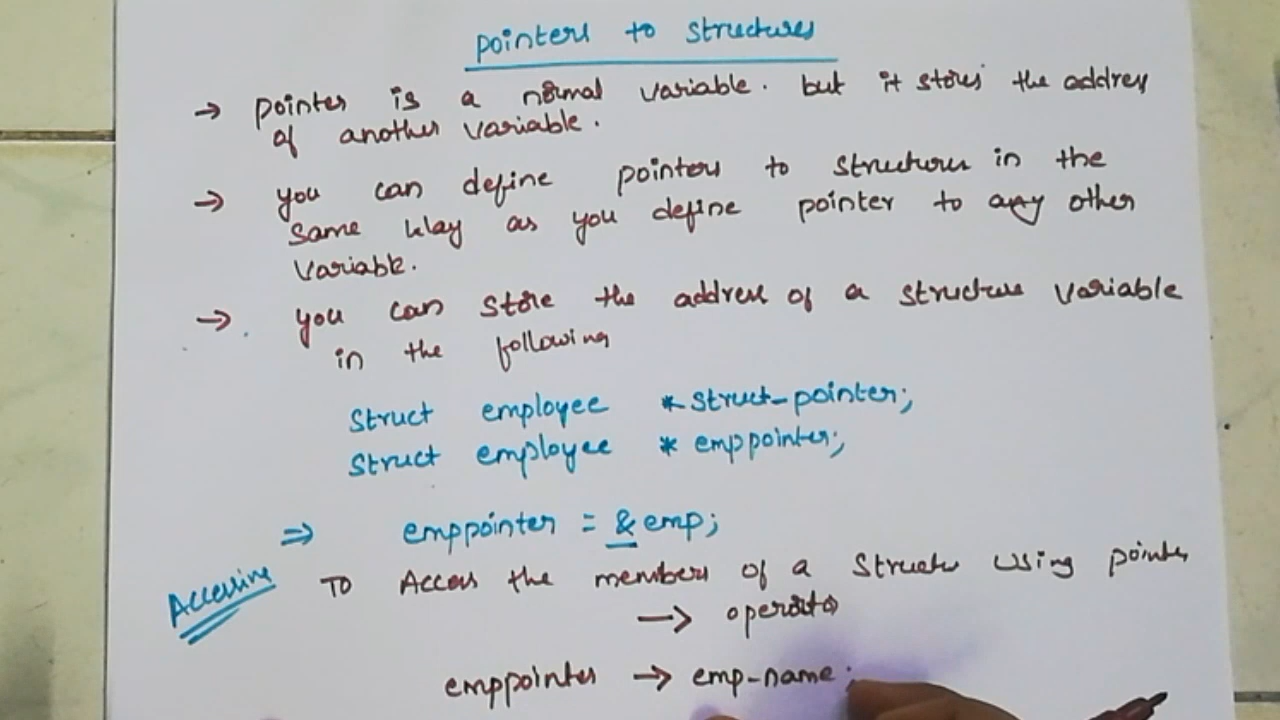 pointers to structures
→ pointer is a normal variable. but it stores the address
of another variable.
→ you can define pointers to structures in the
same way as you define pointer to any other
variable.
→ you can store the address of a structure variable
in the following
Struct employee *struct-pointer;
Struct employee * emppointer;
⇒ emppointer = &emp;
Accessing TO Access the members of a Structure using pointer
→ operator
emppointer → emp-name;